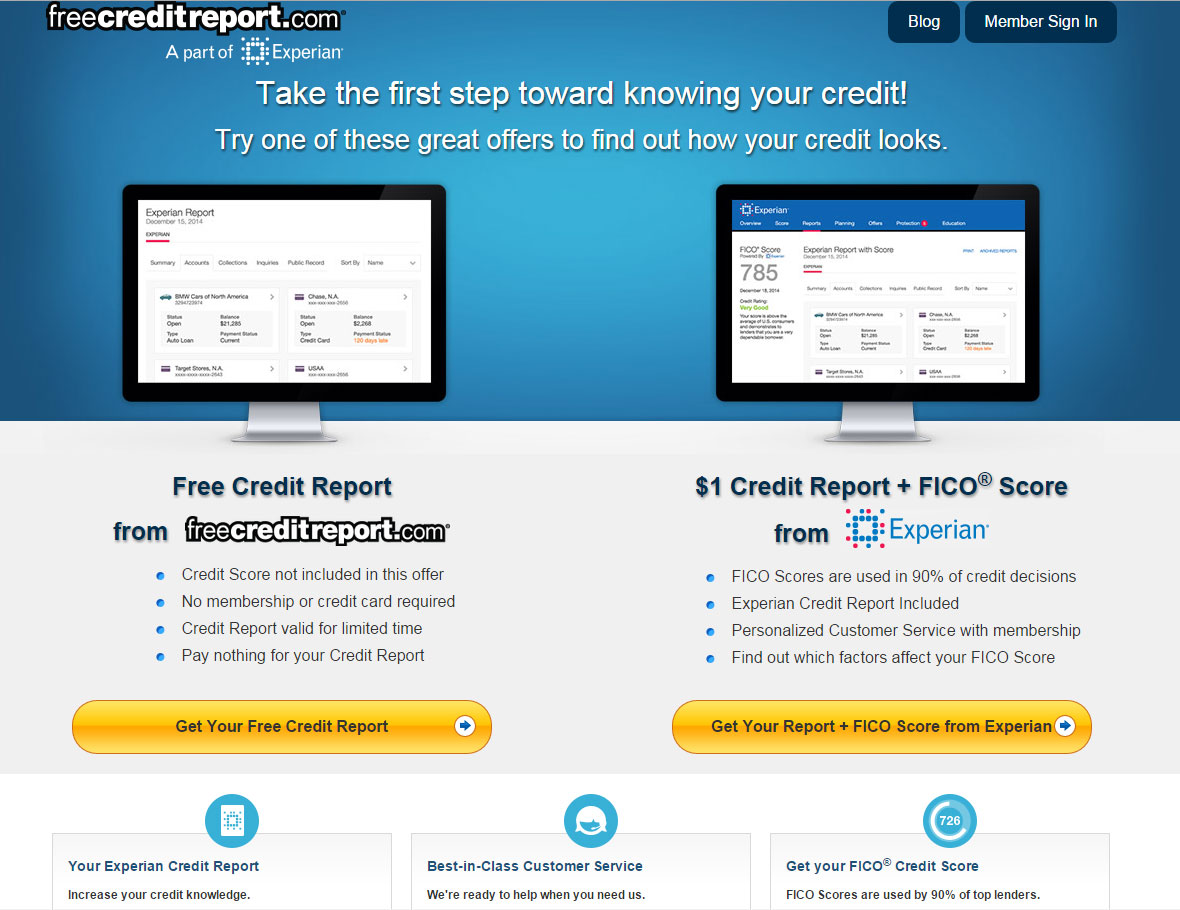 freecreditreport.com®
A part of Experian
Blog
Member Sign In
Take the first step toward knowing your credit!
Try one of these great offers to find out how your credit looks.
Experian Report
December 15, 2014
EXPERIAN
Summary Accounts Collections Inquiries Public Record Sort By Name
BMW Cars of North America
3294723974
Status Balance
Open $21,285
Type Payment Status
Auto Loan Current
Chase, N.A.
xxx-xxx-xxx-2656
Status Balance
Open $2,268
Type Payment Status
Credit Card 120 days late
Target Stores, N.A.
xxxx-xxxx-xxxx-2643
USAA
xxx-xxx-xxx-2656
Experian
Overview Score Reports Planning Offers Protection Education
FICO® Score
Powered By Experian
785
December 18, 2014
Credit Rating:
Very Good
Your score is above the
average of U.S. consumers
and demonstrates to
lenders that you are a very
dependable borrower.
Experian Report with Score
December 15, 2014
PRINT ARCHIVED REPORTS
EXPERIAN
Summary Accounts Collections Inquiries Public Record Sort By Name
BMW Cars of North America
3294723974
Status Balance
Open $21,285
Type Payment Status
Auto Loan Current
Chase, N.A.
xxx-xxx-xxx-2656
Status Balance
Open $2,268
Type Payment Status
Credit Card 120 days late
Target Stores, N.A.
xxxx-xxxx-xxxx-2643
USAA
xxx-xxx-xxx-2656
Free Credit Report
from freecreditreport.com®
Credit Score not included in this offer
No membership or credit card required
Credit Report valid for limited time
Pay nothing for your Credit Report
Get Your Free Credit Report
$1 Credit Report + FICO® Score
from Experian
FICO Scores are used in 90% of credit decisions
Experian Credit Report Included
Personalized Customer Service with membership
Find out which factors affect your FICO Score
Get Your Report + FICO Score from Experian
Your Experian Credit Report
Increase your credit knowledge.
Best-in-Class Customer Service
We're ready to help when you need us.
726
Get your FICO® Credit Score
FICO Scores are used by 90% of top lenders.